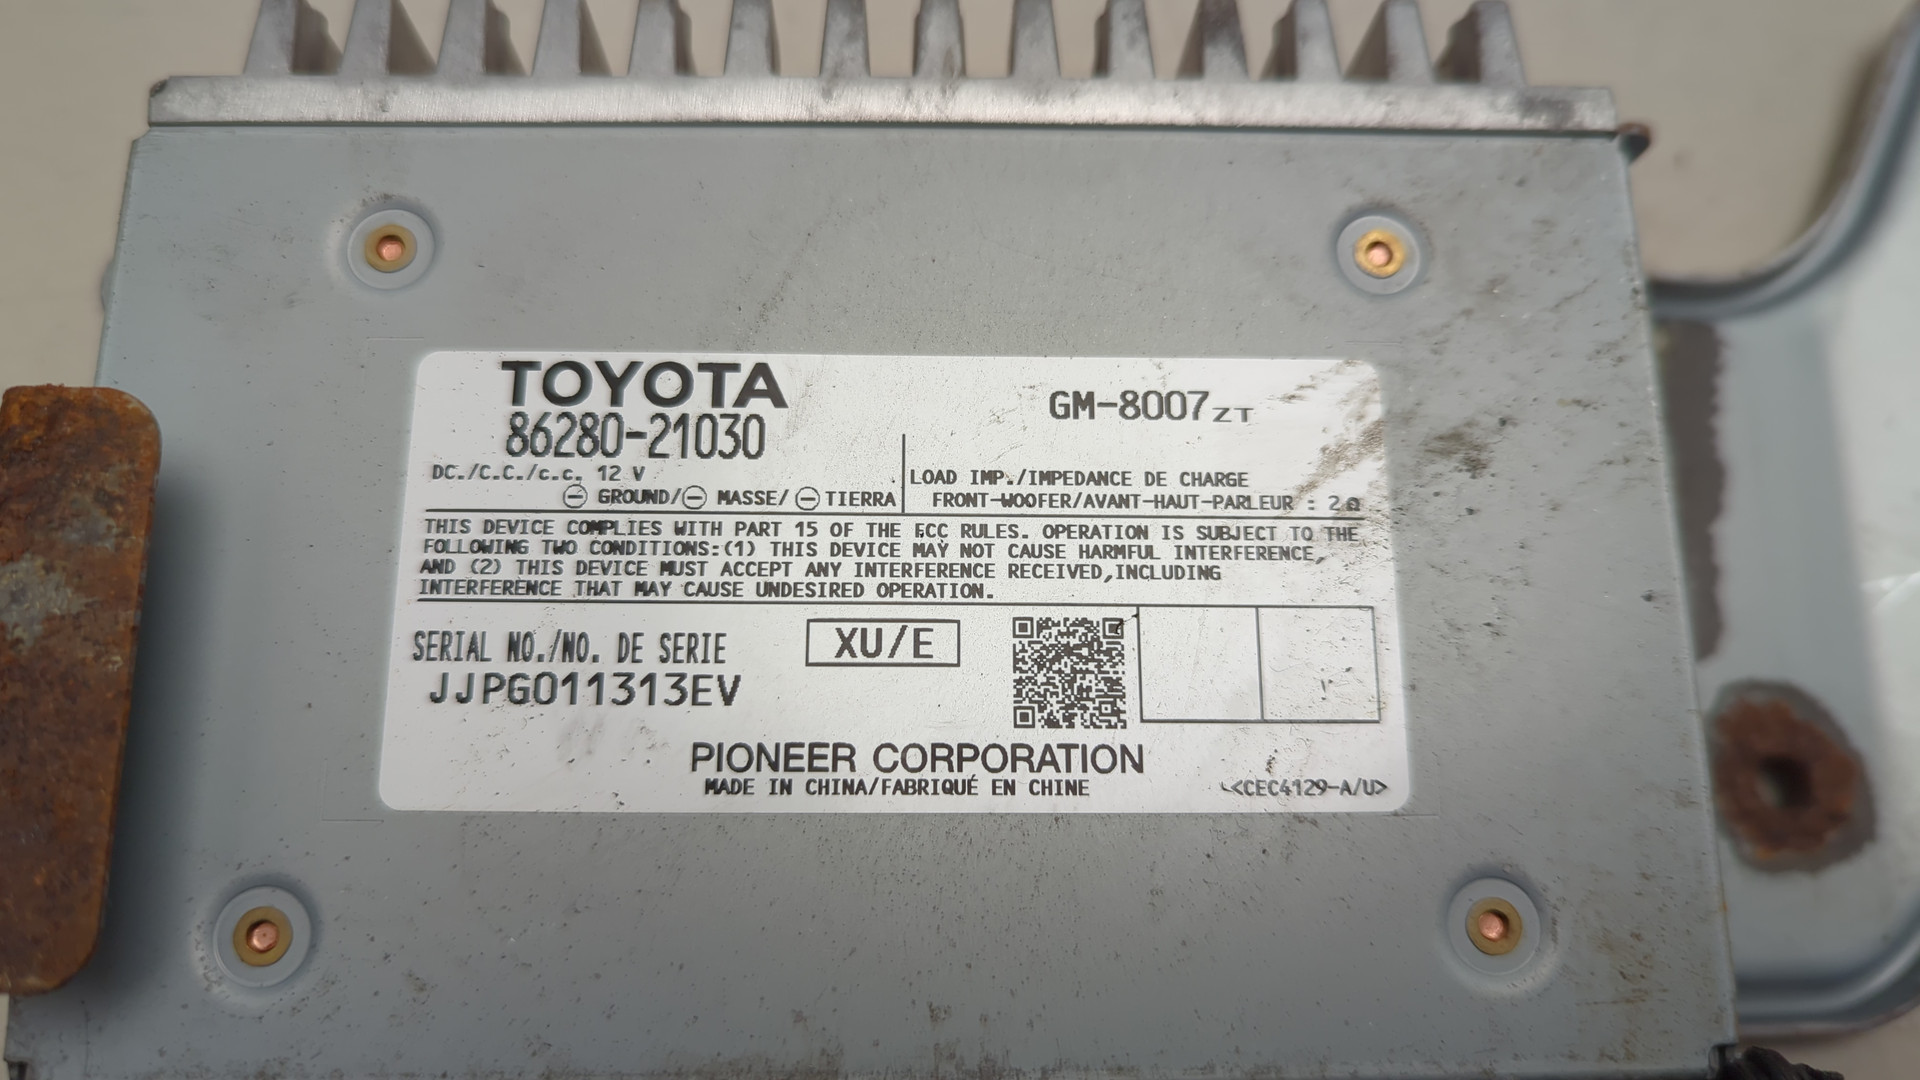 TOYOTA
86280-21030
GM-8007ZT
DC./C.C./c.c. 12 V
⊖ GROUND/⊖ MASSE/⊖ TIERRA
LOAD IMP./IMPEDANCE DE CHARGE
FRONT-WOOFER/AVANT-HAUT-PARLEUR : 2Ω
THIS DEVICE COMPLIES WITH PART 15 OF THE FCC RULES. OPERATION IS SUBJECT TO THE
FOLLOWING TWO CONDITIONS:(1) THIS DEVICE MAY NOT CAUSE HARMFUL INTERFERENCE,
AND (2) THIS DEVICE MUST ACCEPT ANY INTERFERENCE RECEIVED,INCLUDING
INTERFERENCE THAT MAY CAUSE UNDESIRED OPERATION.
SERIAL NO./NO. DE SERIE
JJPG011313EV
XU/E
PIONEER CORPORATION
MADE IN CHINA/FABRIQUÉ EN CHINE
<CEC4129-A/U>